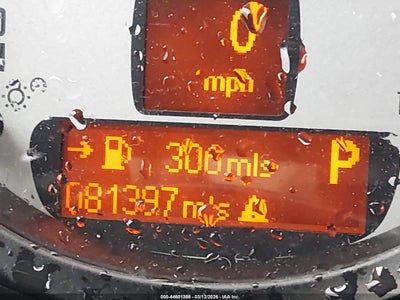 0
mph
300 mls P
081397 mls
000-44601369 - 03/13/2026 - IAA Inc.